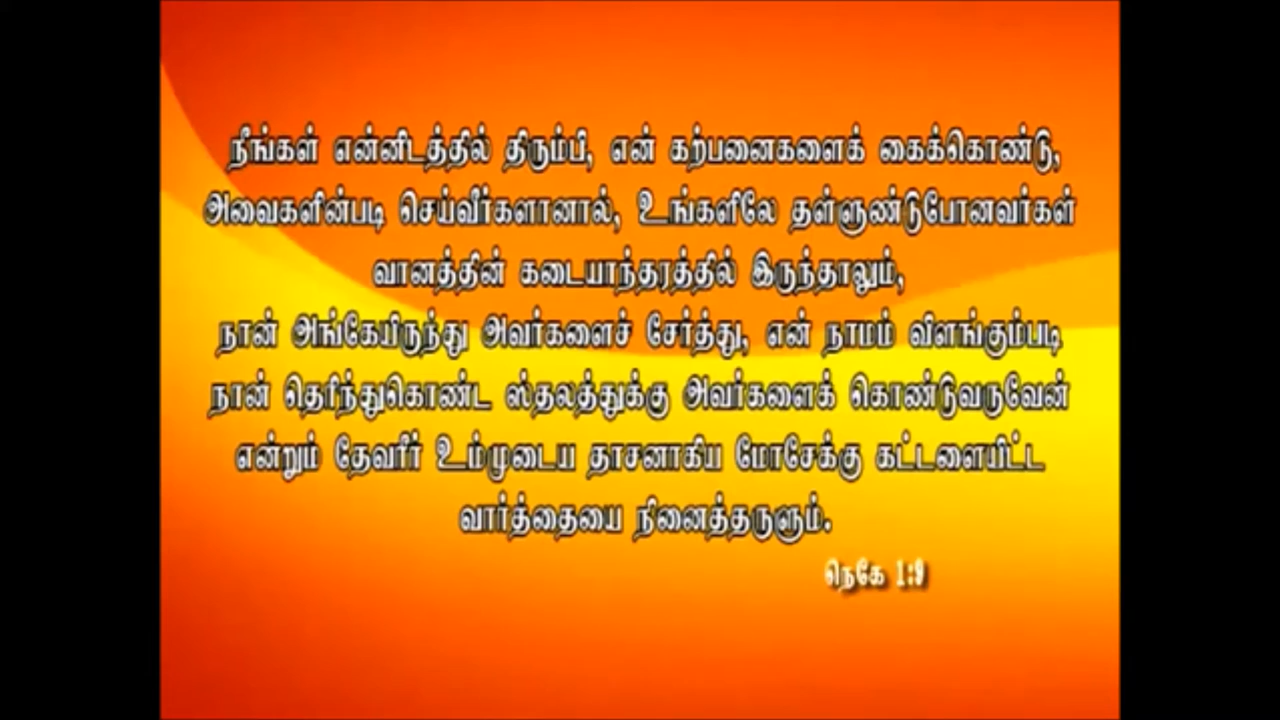 நீங்கள் என்னிடத்தில் திரும்பி, என் கற்பனைகளைக் கைக்கொண்டு,
அவைகளின்படி செய்வீர்களானால், உங்களிலே தள்ளுண்டுபோனவர்கள்
வானத்தின் கடையாந்தரத்தில் இருந்தாலும்,
நான் அங்கேயிருந்து அவர்களைச் சேர்த்து, என் நாமம் விளங்கும்படி
நான் தெரிந்துகொண்ட ஸ்தலத்துக்கு அவர்களைக் கொண்டுவருவேன்
என்றும் தேவரீர் உம்முடைய தாசனாகிய மோசேக்கு கட்டளையிட்ட
வார்த்தையை நினைத்தருளும்.
நெகே 1:9